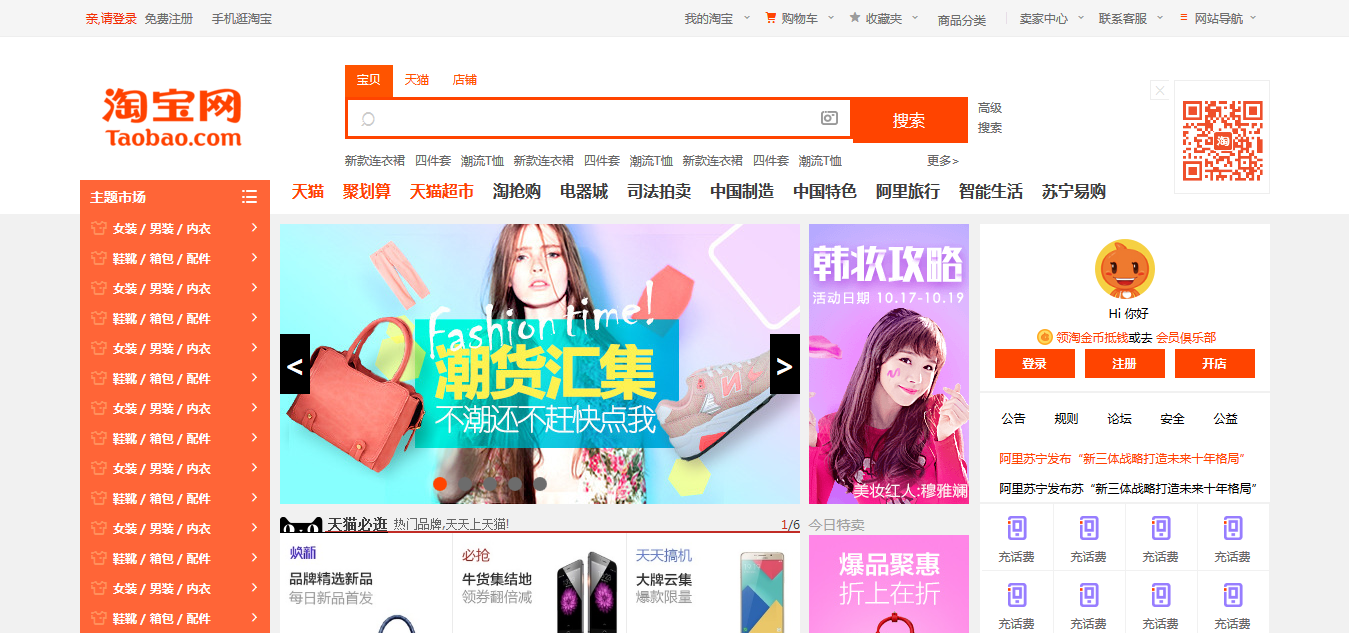 亲,请登录 免费注册 手机逛淘宝 我的淘宝 购物车 收藏夹 商品分类 卖家中心 联系客服 网站导航
宝贝 天猫 店铺
淘宝网
Taobao.com
搜索
高级
搜索
新款连衣裙 四件套 潮流T恤 新款连衣裙 四件套 潮流T恤 新款连衣裙 四件套 潮流T恤 更多>
淘
主题市场
天猫 聚划算 天猫超市 淘抢购 电器城 司法拍卖 中国制造 中国特色 阿里旅行 智能生活 苏宁易购
女装 / 男装 / 内衣
鞋靴 / 箱包 / 配件
女装 / 男装 / 内衣
鞋靴 / 箱包 / 配件
女装 / 男装 / 内衣
鞋靴 / 箱包 / 配件
女装 / 男装 / 内衣
鞋靴 / 箱包 / 配件
女装 / 男装 / 内衣
鞋靴 / 箱包 / 配件
女装 / 男装 / 内衣
鞋靴 / 箱包 / 配件
女装 / 男装 / 内衣
鞋靴 / 箱包 / 配件
Fashion time!
潮货汇集
不潮还不赶快点我
<
>
韩妆攻略
活动日期 10.17-10.19
美妆红人:穆雅斓
Hi 你好
领淘金币抵钱或去 会员俱乐部
登录 注册 开店
公告 规则 论坛 安全 公益
阿里苏宁发布“新三体战略打造未来十年格局”
阿里苏宁发布苏“新三体战略打造未来十年格局”
天猫必逛 热门品牌,天天上天猫! 1/6
焕新
品牌精选新品
每日新品首发
必抢
牛货集结地
领券翻倍减
天天搞机
大牌云集
爆款限量
今日特卖
爆品聚惠
折上在折
充话费 充话费 充话费 充话费
充话费 充话费 充话费 充话费